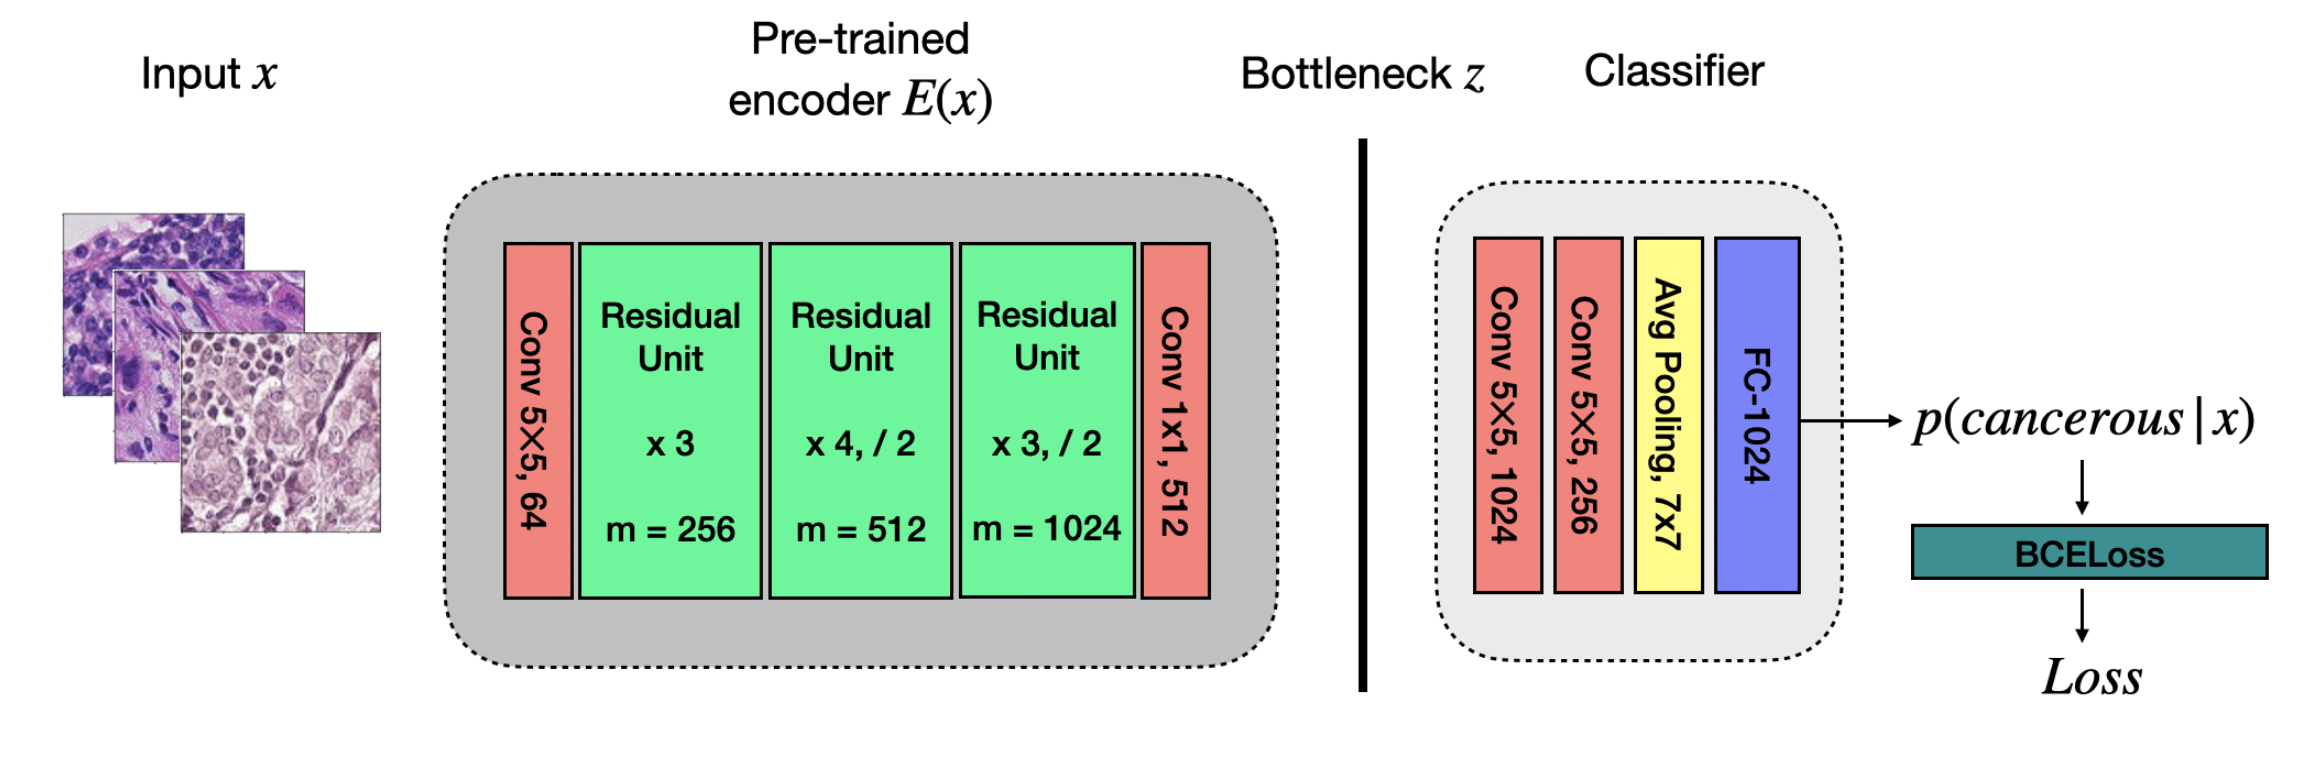 Input x
Pre-trained
encoder E(x)
Bottleneck z
Classifier
Conv 5×5, 64
Residual
Unit
x 3
m = 256
Residual
Unit
x 4, / 2
m = 512
Residual
Unit
x 3, / 2
m = 1024
Conv 1x1, 512
Conv 5×5, 1024
Conv 5×5, 256
Avg Pooling, 7x7
FC-1024
p(cancerous | x)
BCELoss
Loss